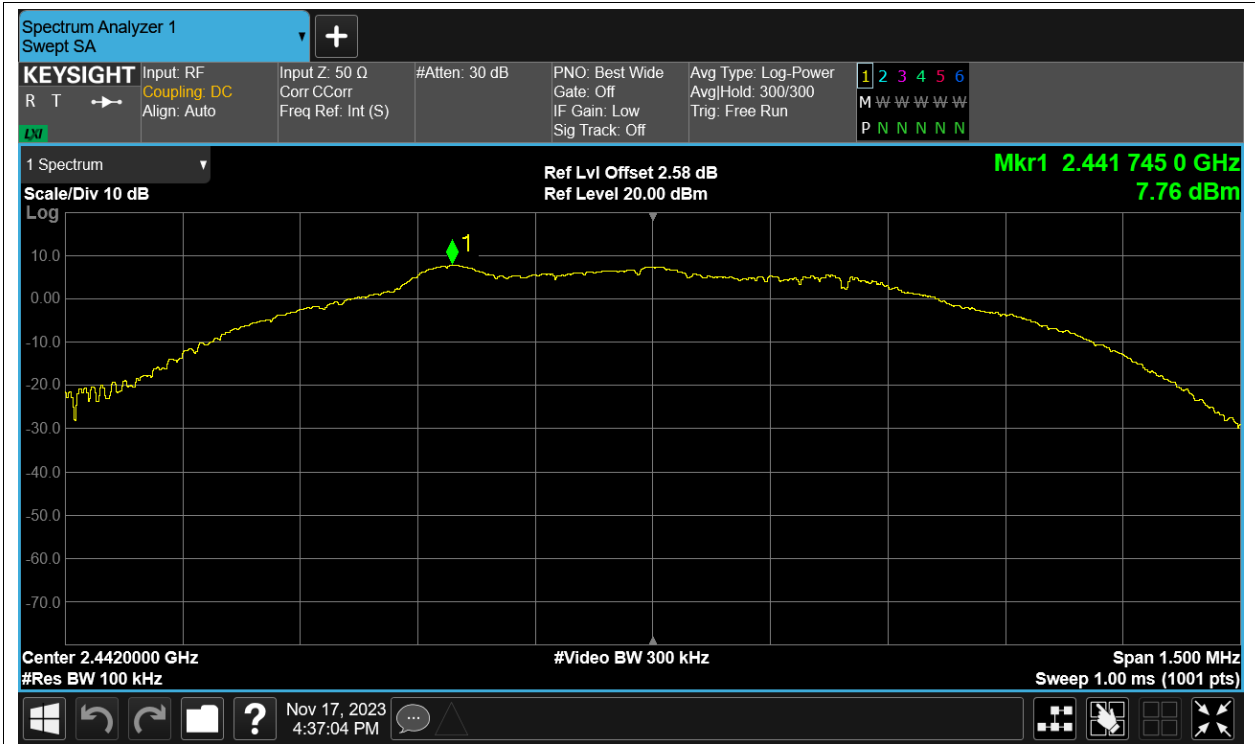 Spectrum Analyzer 1
Swept SA
+
KEYSIGHT
R T
LXI
Input: RF
Coupling: DC
Align: Auto
Input Z: 50 Ω
Corr CCorr
Freq Ref: Int (S)
#Atten: 30 dB
PNO: Best Wide
Gate: Off
IF Gain: Low
Sig Track: Off
Avg Type: Log-Power
Avg|Hold: 300/300
Trig: Free Run
1 2 3 4 5 6
M W W W W W
P N N N N N
1 Spectrum
Scale/Div 10 dB
Log
Ref Lvl Offset 2.58 dB
Ref Level 20.00 dBm
Mkr1 2.441 745 0 GHz
7.76 dBm
1
10.0
0.00
-10.0
-20.0
-30.0
-40.0
-50.0
-60.0
-70.0
Center 2.4420000 GHz
#Res BW 100 kHz
#Video BW 300 kHz
Span 1.500 MHz
Sweep 1.00 ms (1001 pts)
?
Nov 17, 2023
4:37:04 PM